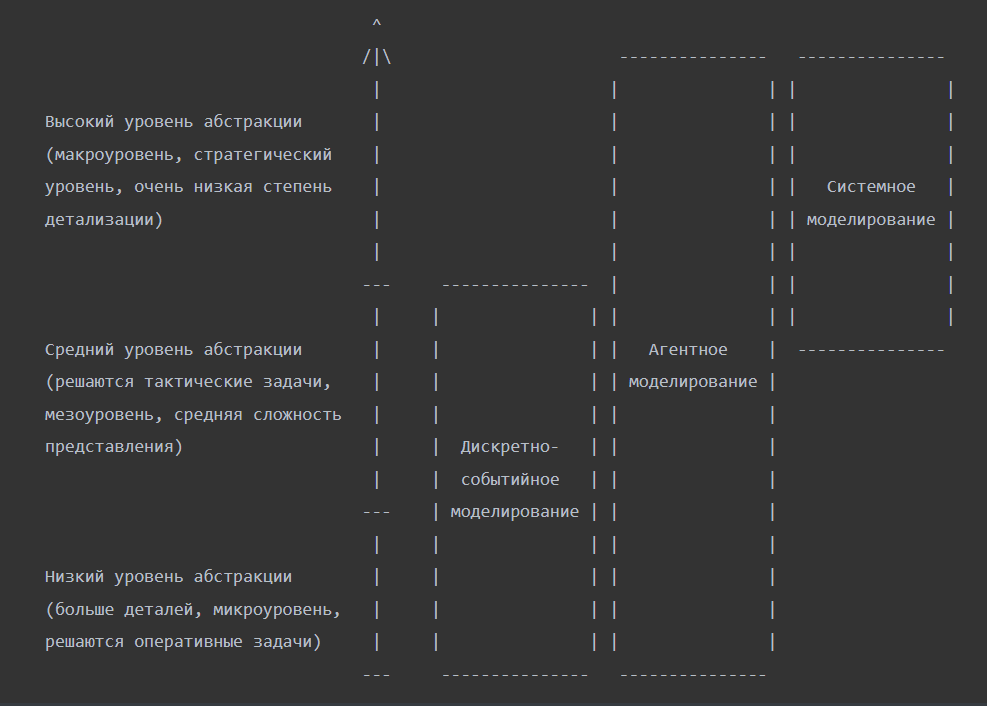 Высокий уровень абстракции
(макроуровень, стратегический
уровень, очень низкая степень
детализации)
Системное
моделирование
Средний уровень абстракции
(решаются тактические задачи,
мезоуровень, средняя сложность
представления)
Агентное
моделирование
Дискретно-
событийное
моделирование
Низкий уровень абстракции
(больше деталей, микроуровень,
решаются оперативные задачи)